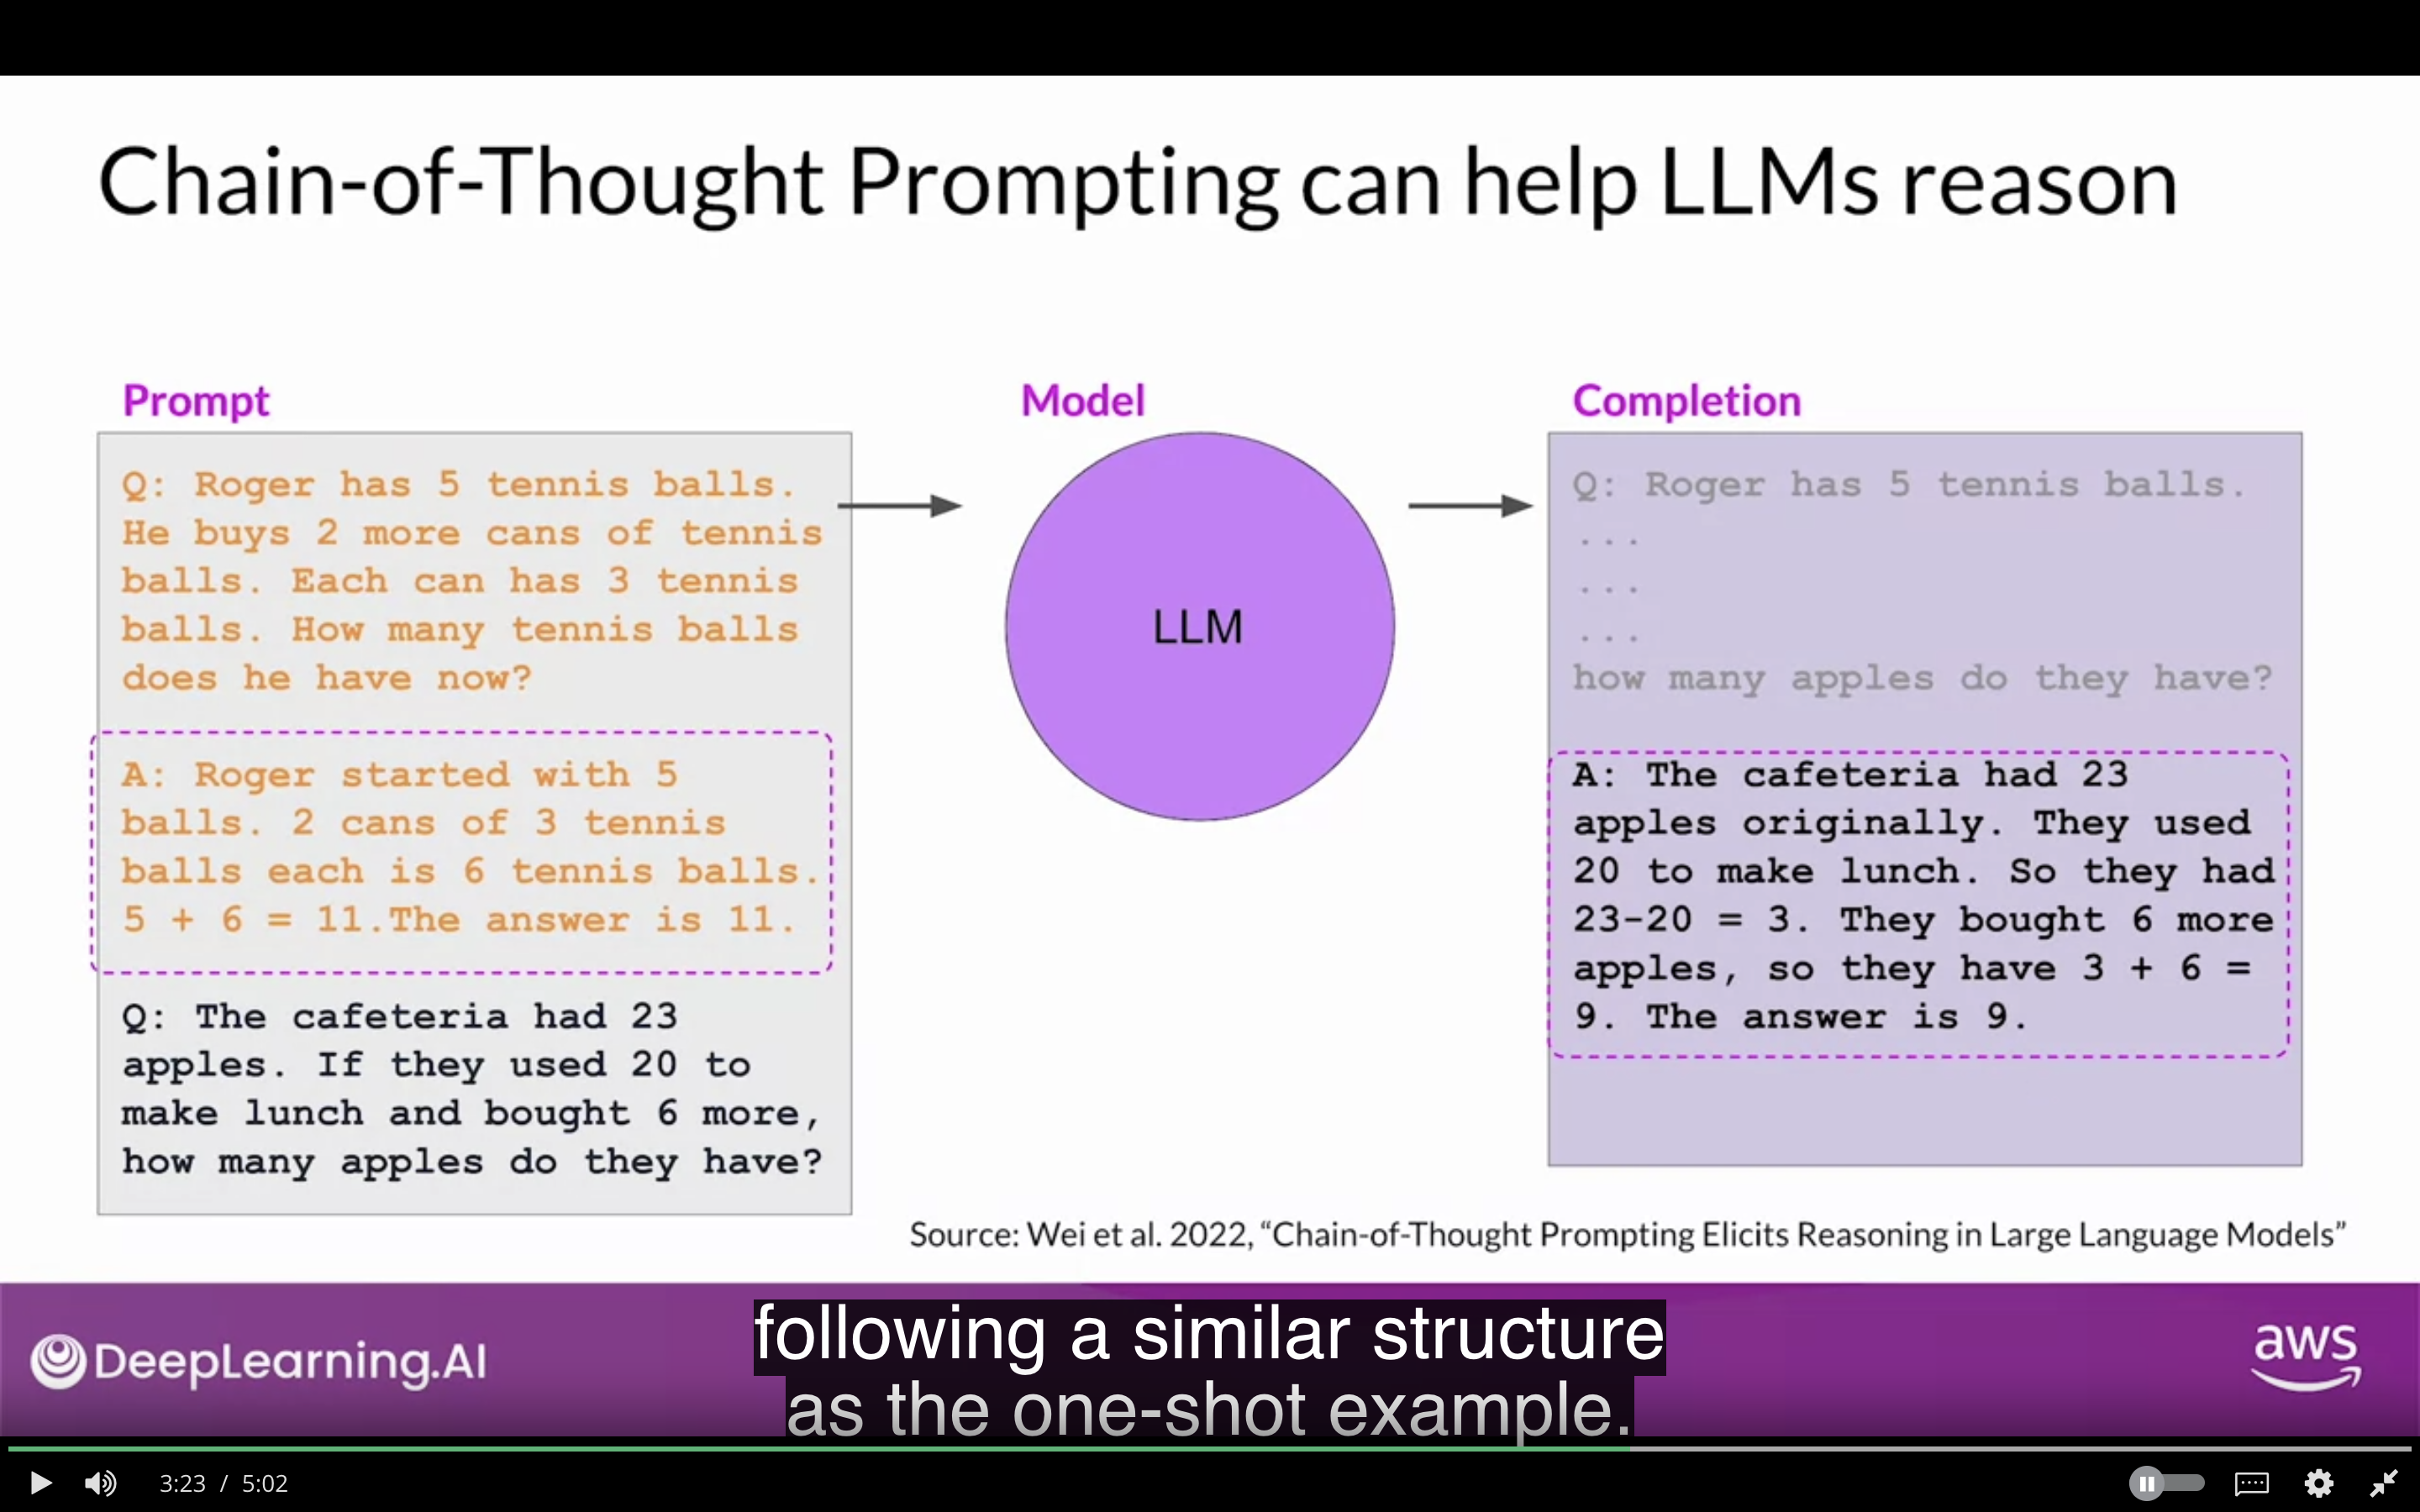 Chain-of-Thought Prompting can help LLMs reason
Prompt
Q: Roger has 5 tennis balls.
He buys 2 more cans of tennis
balls. Each can has 3 tennis
balls. How many tennis balls
does he have now?
A: Roger started with 5
balls. 2 cans of 3 tennis
balls each is 6 tennis balls.
5 + 6 = 11.The answer is 11.
Q: The cafeteria had 23
apples. If they used 20 to
make lunch and bought 6 more,
how many apples do they have?
Model
LLM
Completion
Q: Roger has 5 tennis balls.
...
...
...
how many apples do they have?
A: The cafeteria had 23
apples originally. They used
20 to make lunch. So they had
23-20 = 3. They bought 6 more
apples, so they have 3 + 6 =
9. The answer is 9.
Source: Wei et al. 2022, “Chain-of-Thought Prompting Elicits Reasoning in Large Language Models”
DeepLearning.AI
following a similar structure
as the one-shot example.
aws
3:23 / 5:02